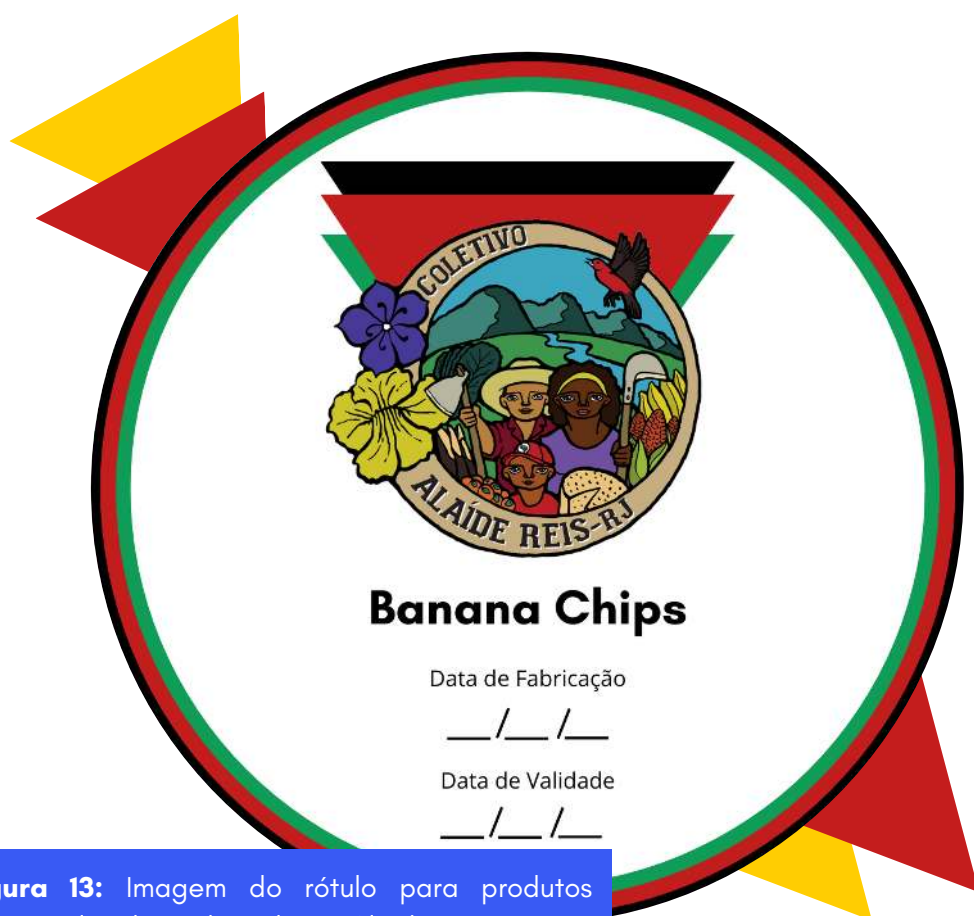 COLETIVO
ALAÍDE REIS-RJ
Banana Chips
Data de Fabricação
__/__/__
Data de Validade
__/__/__
gura 13: Imagem do rótulo para produtos